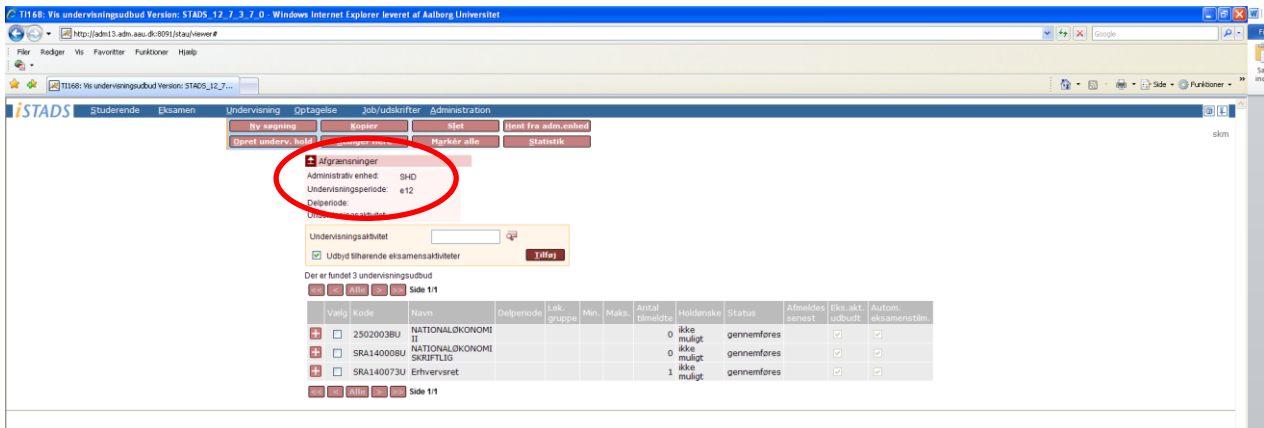 TI168: Vis undervisningsudbud Version: STADS_12_7_3_7_0 - Windows Internet Explorer leveret af Aalborg Universitet
http://adm13.adm.aau.dk:8091/stau/viewer# Google
Filer Rediger Vis Favoritter Funktioner Hjælp
TI168: Vis undervisningsudbud Version: STADS_12_7... Side Funktioner
iSTADS Studerende Eksamen Undervisning Optagelse Job/udskrifter Administration
Ny søgning Kopier Slet Hent fra adm.enhed
skm
Opret underv. hold Markér alle Statistik
Afgrænsninger
Administrativ enhed: SHD
Undervisningsperiode: e12
Delperiode:
Undervisningsaktivitet
Undervisningsaktivitet
Udbyd tilhørende eksamensaktiviteter Tilføj
Der er fundet 3 undervisningsudbud
<< < Alle > >> Side 1/1
Vælg Kode Navn Delperiode Lek. gruppe Min. Maks. Antal tilmeldte Holdønske Status Afmeldes senest Eks.akt. udbudt Autom. eksamenstilm.
2502003BU NATIONALØKONOMI II 0 ikke muligt gennemføres
SRA140008U NATIONALØKONOMI SKRIFTLIG 0 ikke muligt gennemføres
SRA140073U Erhvervsret 1 ikke muligt gennemføres
<< < Alle > >> Side 1/1